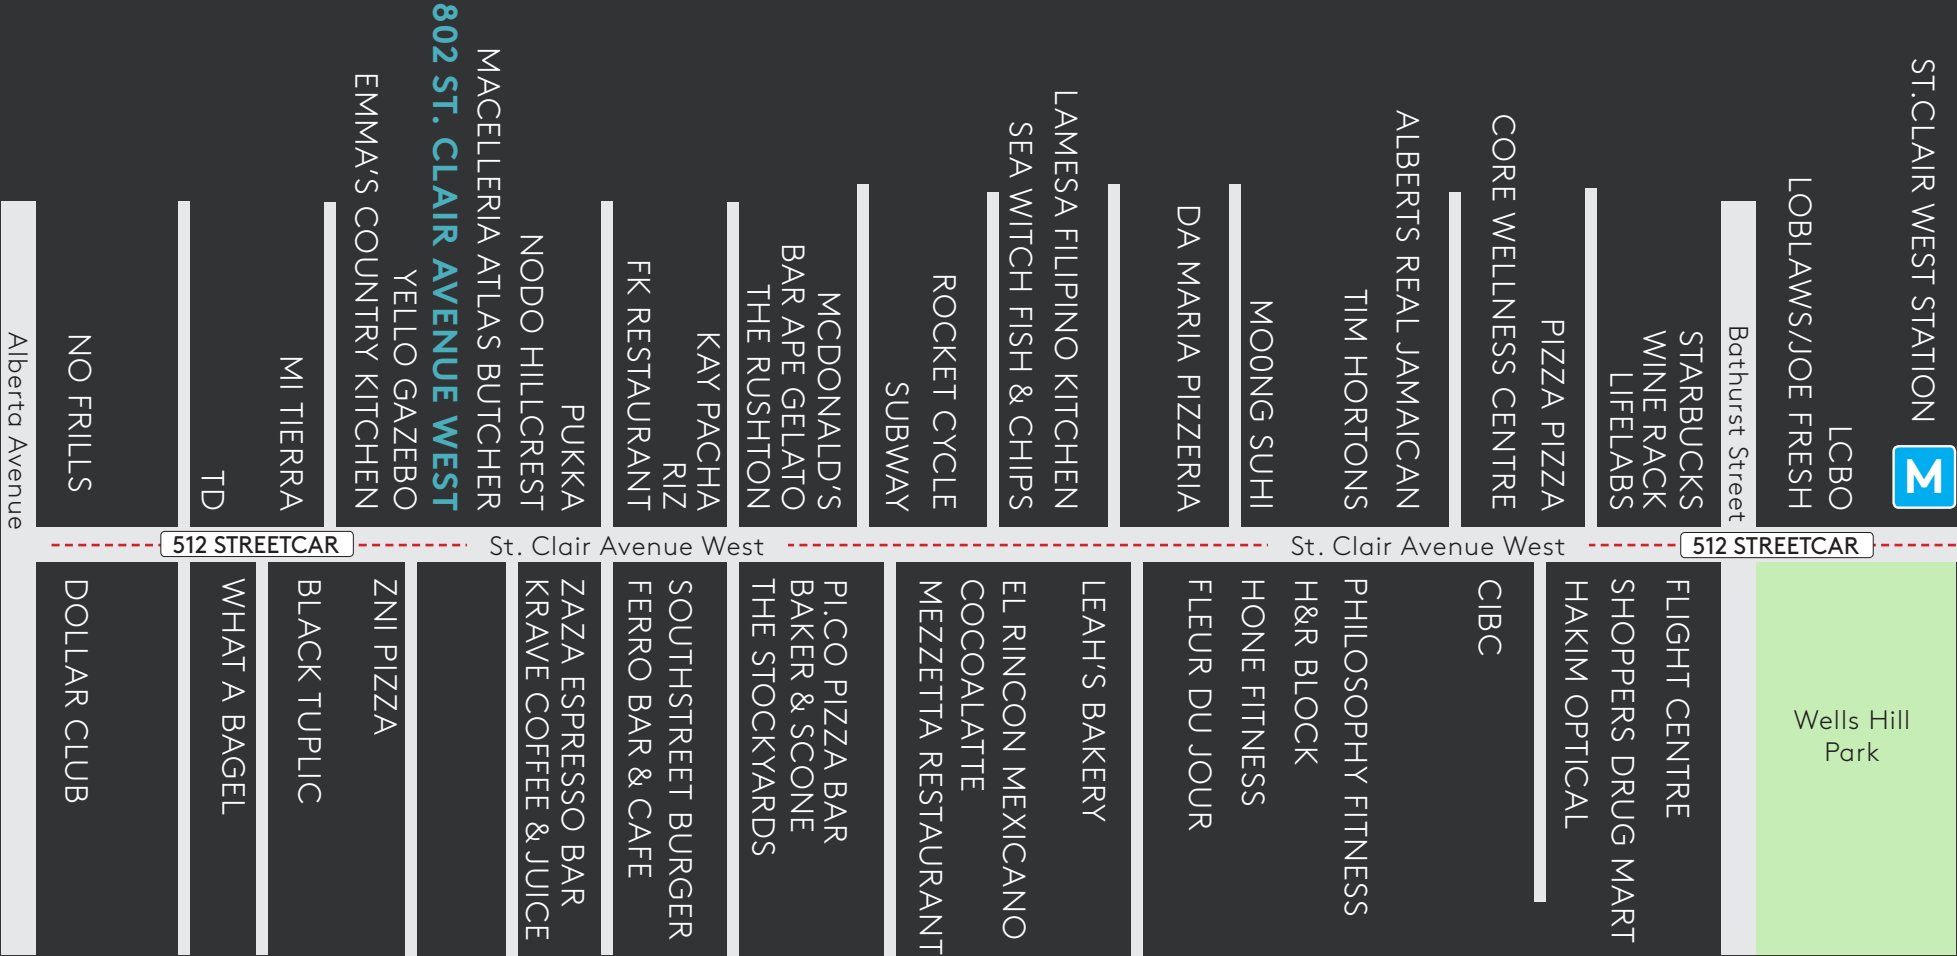 Alberta Avenue
NO FRILLS
TD
MI TIERRA
EMMA'S COUNTRY KITCHEN
YELLO GAZEBO
802 ST. CLAIR AVENUE WEST
MACELLERIA ATLAS BUTCHER
NODO HILLCREST
PUKKA
FK RESTAURANT
RIZ
KAY PACHA
THE RUSHTON
BAR APE GELATO
MCDONALD'S
SUBWAY
ROCKET CYCLE
SEA WITCH FISH & CHIPS
LAMESA FILIPINO KITCHEN
DA MARIA PIZZERIA
MO0NG SUHI
TIM HORTONS
ALBERTS REAL JAMAICAN
CORE WELLNESS CENTRE
PIZZA PIZZA
LIFELABS
WINE RACK
STARBUCKS
Bathurst Street
LOBLAWS/JOE FRESH
LCBO
ST.CLAIR WEST STATION
M
512 STREETCAR
St. Clair Avenue West
St. Clair Avenue West
512 STREETCAR
DOLLAR CLUB
WHAT A BAGEL
BLACK TUPLIC
ZNI PIZZA
KRAVE COFFEE & JUICE
ZAZA ESPRESSO BAR
FERRO BAR & CAFE
SOUTHSTREET BURGER
THE STOCKYARDS
BAKER & SCONE
PI.CO PIZZA BAR
MEZZETTA RESTAURANT
COCOALATTE
EL RINCON MEXICANO
LEAH'S BAKERY
FLEUR DU JOUR
HONE FITNESS
H&R BLOCK
PHILOSOPHY FITNESS
CIBC
HAKIM OPTICAL
SHOPPERS DRUG MART
FLIGHT CENTRE
Wells Hill
Park